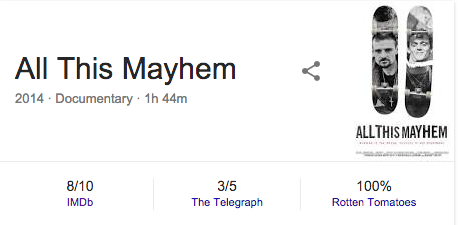 All This Mayhem
2014 · Documentary · 1h 44m
ALL THIS MAYHEM
8/10
IMDb
3/5
The Telegraph
100%
Rotten Tomatoes